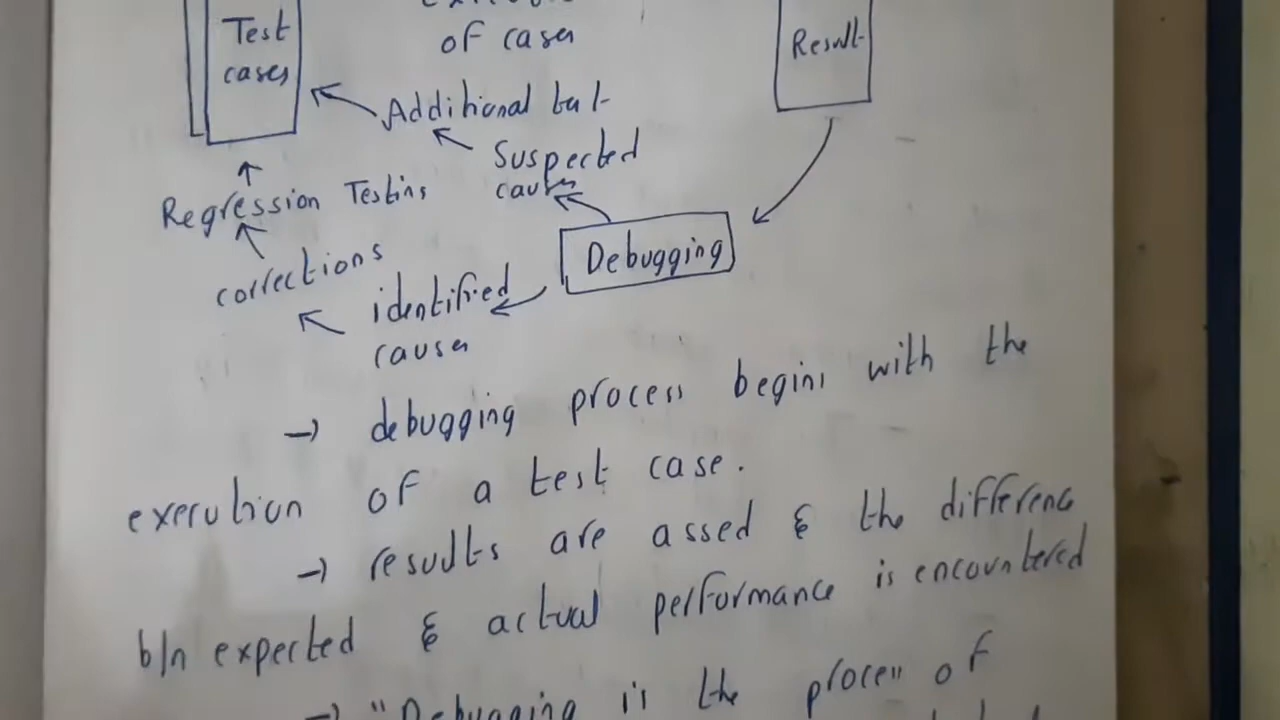 Test
cases
of cases
Result
Additional test
Suspected
causes
Regression Testing
Debugging
corrections
identified
causes
→ debugging process begins with the
execution of a test case.
→ results are assed & the difference
b/n expected & actual performance is encountered
→ "Debugging is the process of